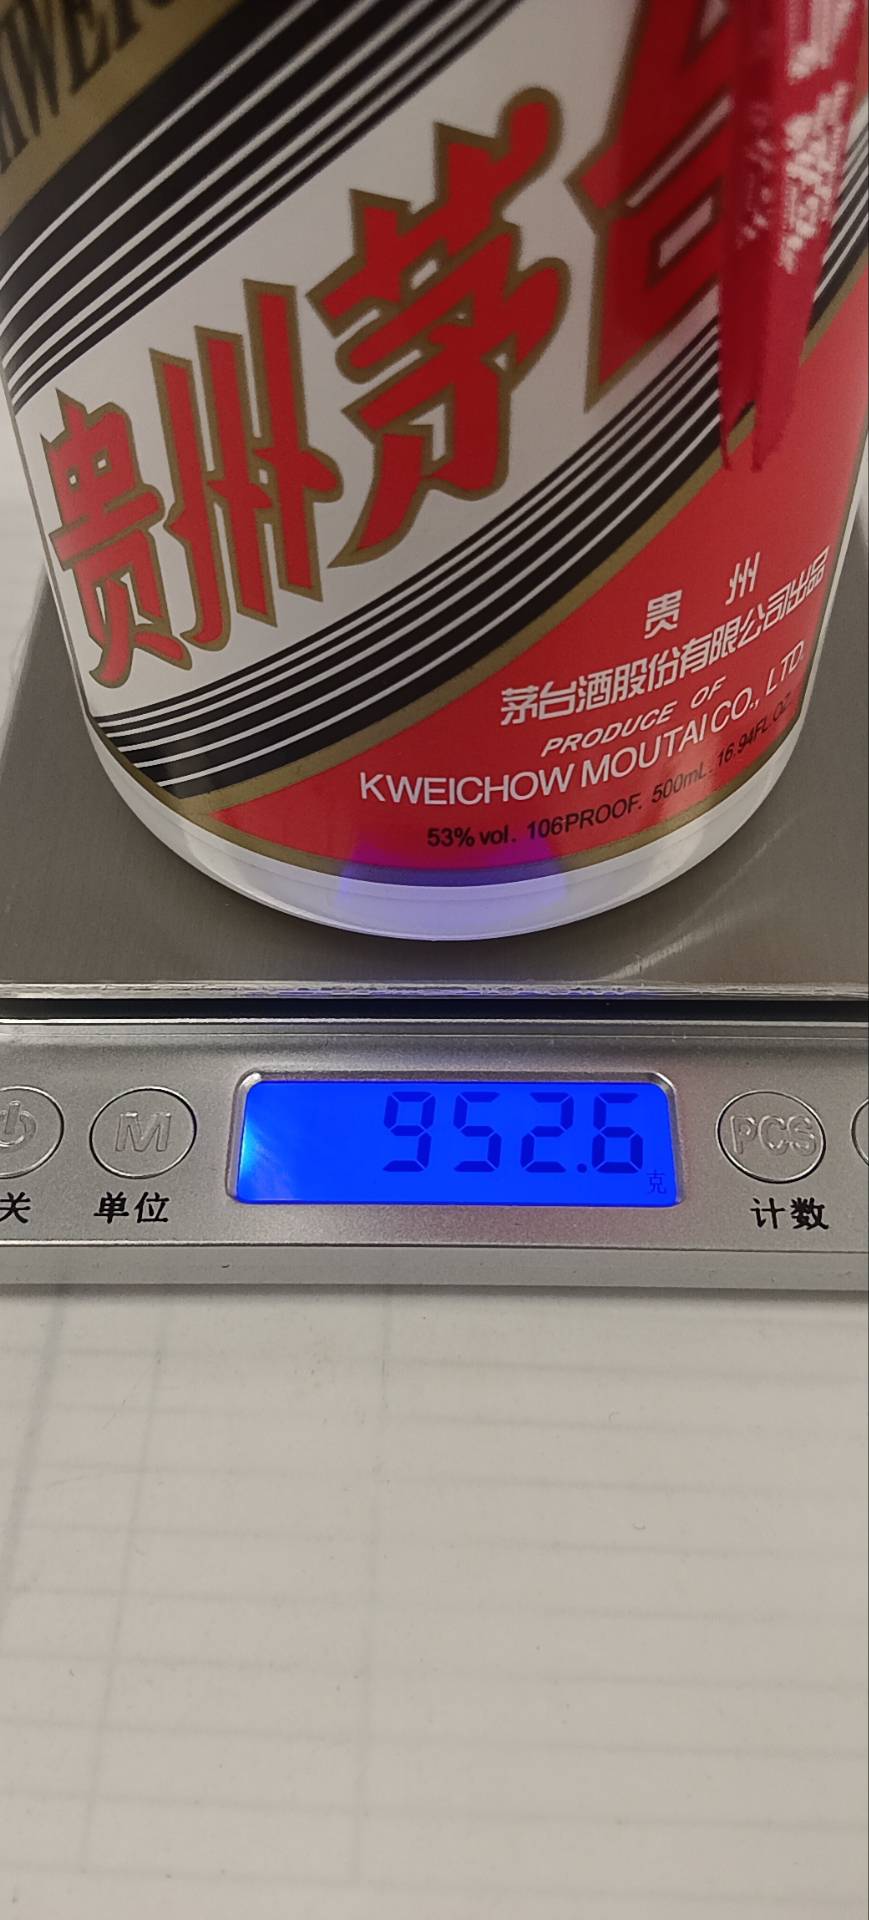 贵州茅台
贵 州
茅台酒股份有限公司出品
PRODUCE OF
KWEICHOW MOUTAI CO., LTD.
53% vol. 106PROOF. 500mL. 16.94FL.OZ.
952.6
克
M
PCS
关
单位
计数